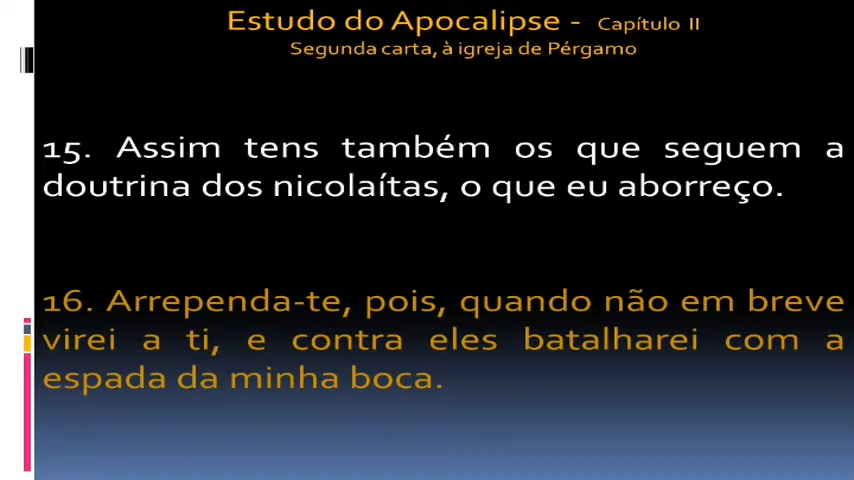 Estudo do Apocalipse - Capítulo II
Segunda carta, à igreja de Pérgamo
15. Assim tens também os que seguem a
doutrina dos nicolaítas, o que eu aborreço.
16. Arrependa-te, pois, quando não em breve
virei a ti, e contra eles batalharei com a
espada da minha boca.